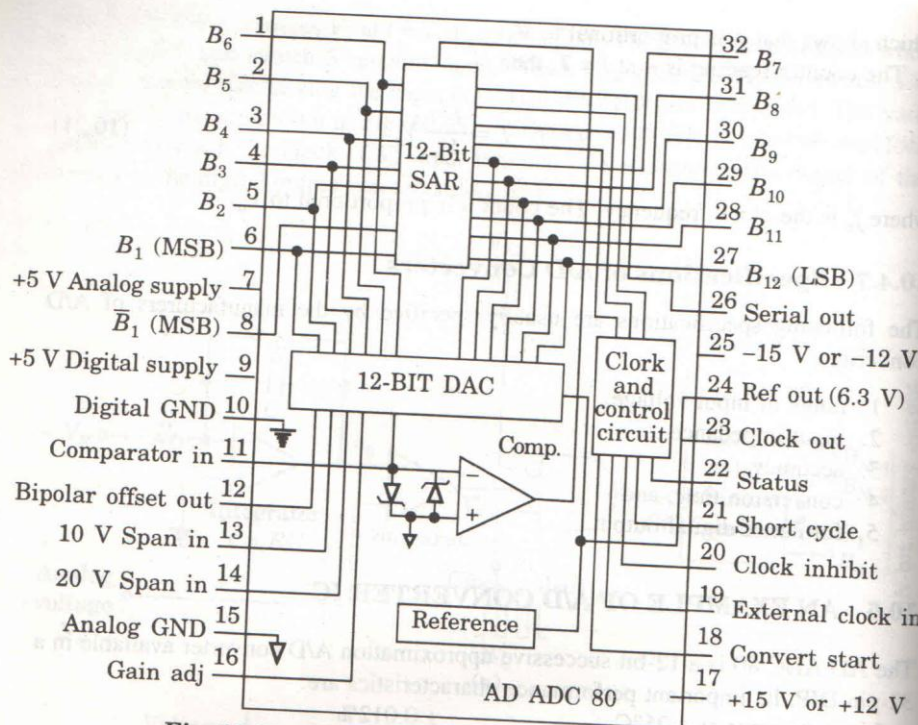 (10.21)
1
B6
2
B5
3
B4
4
B3
5
B2
6
B1 (MSB)
7
+5 V Analog supply
8
B̅1 (MSB)
9
+5 V Digital supply
10
Digital GND
11
Comparator in
12
Bipolar offset out
13
10 V Span in
14
20 V Span in
15
Analog GND
16
Gain adj
12-Bit
SAR
12-BIT DAC
Clork
and
control
circuit
Comp.
+
Reference
AD ADC 80
32
B7
31
B8
30
B9
29
B10
28
B11
27
B12 (LSB)
26
Serial out
25
–15 V or –12 V
24
Ref out (6.3 V)
23
Clock out
22
Status
21
Short cycle
20
Clock inhibit
19
External clock in
18
Convert start
17
+15 V or +12 V